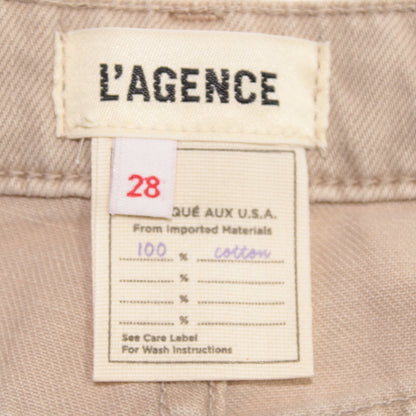 L'AGENCE
28
QUÉ AUX U.S.A.
From Imported Materials
100 % cotton
%
%
%
See Care Label
For Wash Instructions